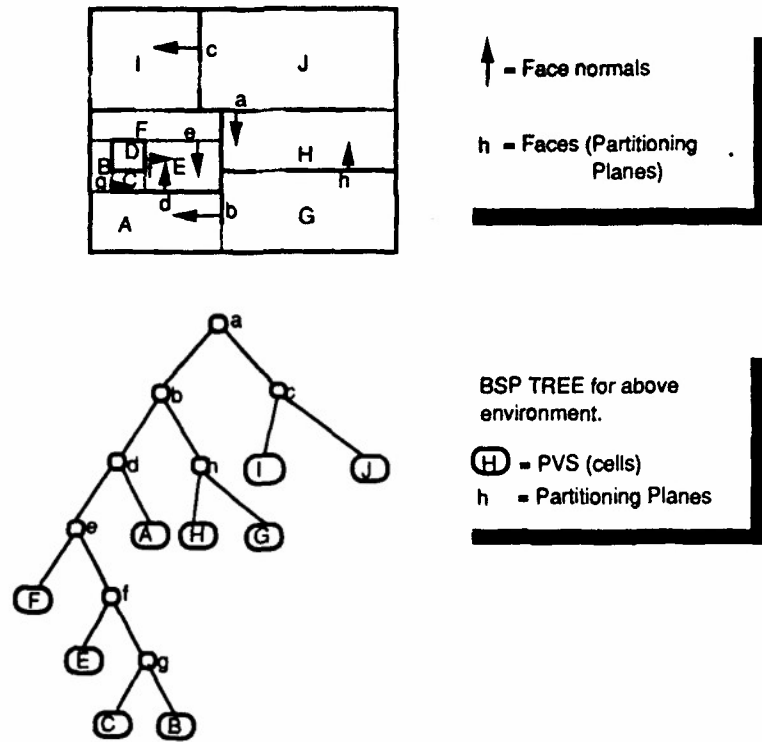 I
c
J
a
F
e
D
B
f
E
H
C
g
h
d
A
b
G
= Face normals
h = Faces (Partitioning
Planes)
a
b
c
d
h
I
J
e
A
H
G
F
f
E
g
C
B
BSP TREE for above
environment.
H = PVS (cells)
h = Partitioning Planes